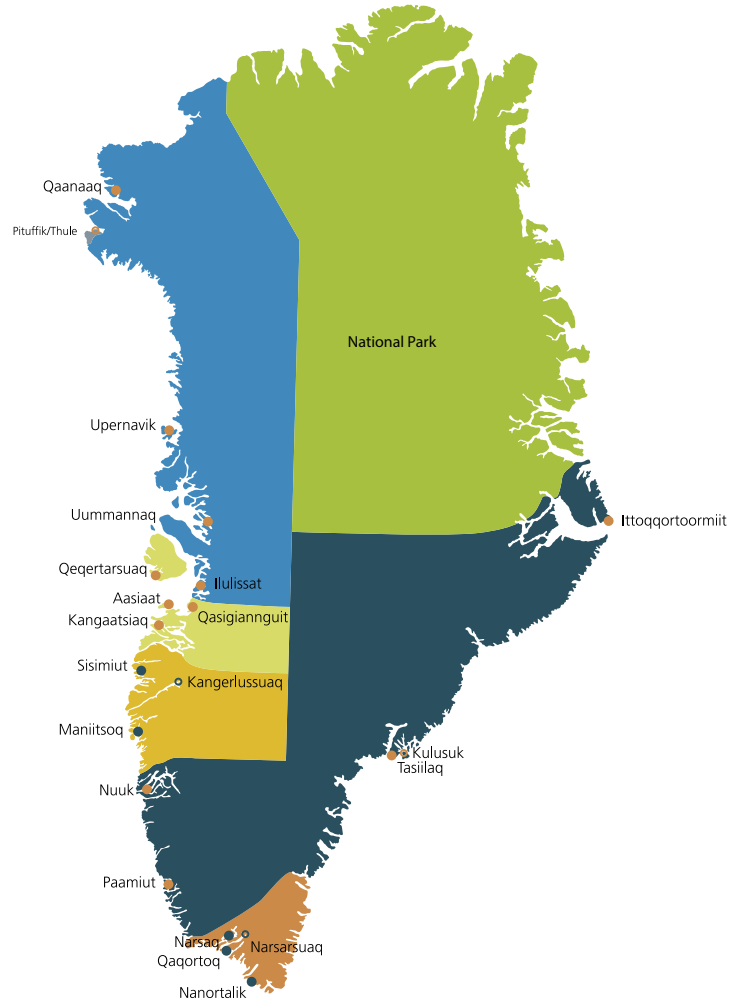 Qaanaaq
Pituffik/Thule
National Park
Upernavik
Uummannaq
Ittoqqortoormiit
Qeqertarsuaq
Ilulissat
Aasiaat
Qasigiannguit
Kangaatsiaq
Sisimiut
Kangerlussuaq
Maniitsoq
Kulusuk
Tasiilaq
Nuuk
Paamiut
Narsaq
Narsarsuaq
Qaqortoq
Nanortalik